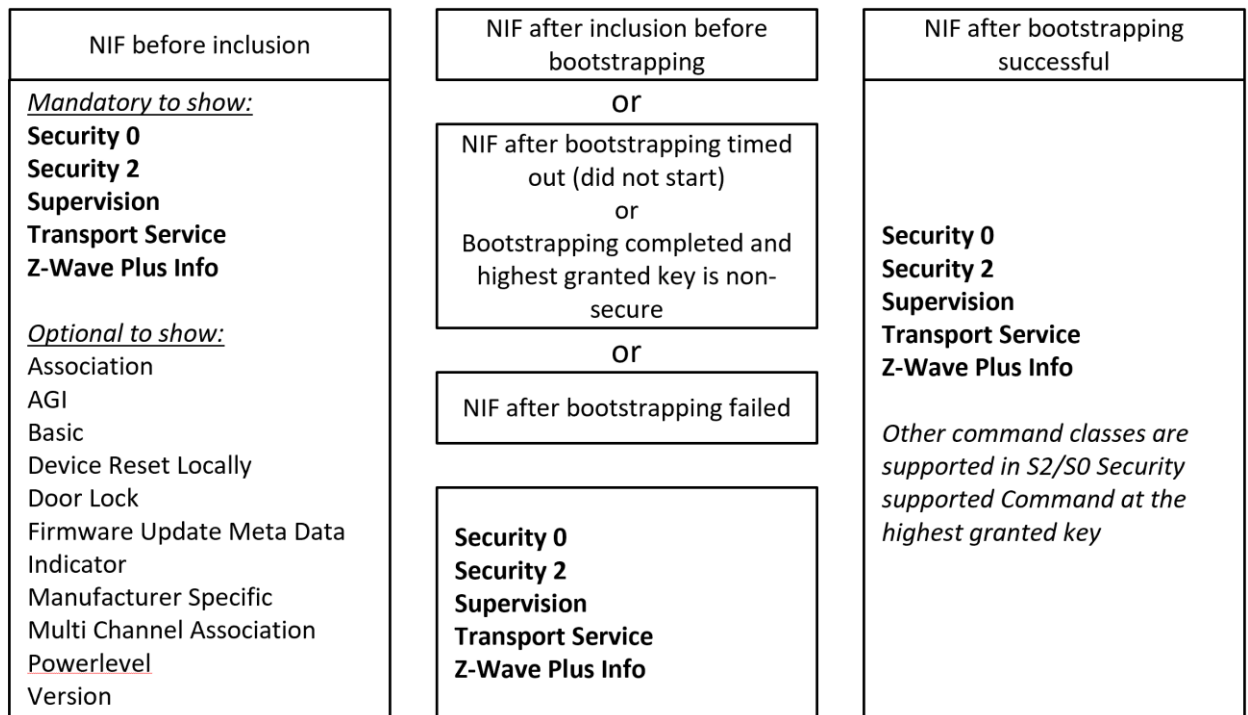 NIF before inclusion
Mandatory to show:
Security 0
Security 2
Supervision
Transport Service
Z-Wave Plus Info
Optional to show:
Association
AGI
Basic
Device Reset Locally
Door Lock
Firmware Update Meta Data
Indicator
Manufacturer Specific
Multi Channel Association
Powerlevel
Version
NIF after inclusion before
bootstrapping
or
NIF after bootstrapping timed
out (did not start)
or
Bootstrapping completed and
highest granted key is non-
secure
or
NIF after bootstrapping failed
Security 0
Security 2
Supervision
Transport Service
Z-Wave Plus Info
NIF after bootstrapping
successful
Security 0
Security 2
Supervision
Transport Service
Z-Wave Plus Info
Other command classes are
supported in S2/S0 Security
supported Command at the
highest granted key